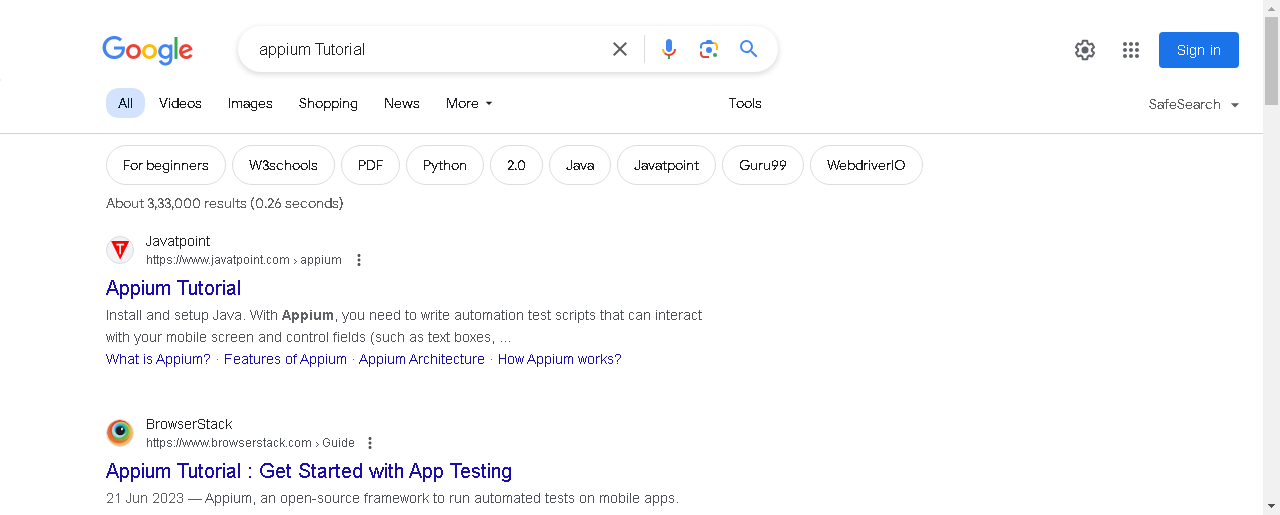 Google
appium Tutorial
Sign in
All Videos Images Shopping News More Tools SafeSearch
For beginners W3schools PDF Python 2.0 Java Javatpoint Guru99 WebdriverIO
About 3,33,000 results (0.26 seconds)
T
Javatpoint
https://www.javatpoint.com › appium
Appium Tutorial
Install and setup Java. With Appium, you need to write automation test scripts that can interact
with your mobile screen and control fields (such as text boxes, ...
What is Appium? · Features of Appium · Appium Architecture · How Appium works?
BrowserStack
https://www.browserstack.com › Guide
Appium Tutorial : Get Started with App Testing
21 Jun 2023 — Appium, an open-source framework to run automated tests on mobile apps.